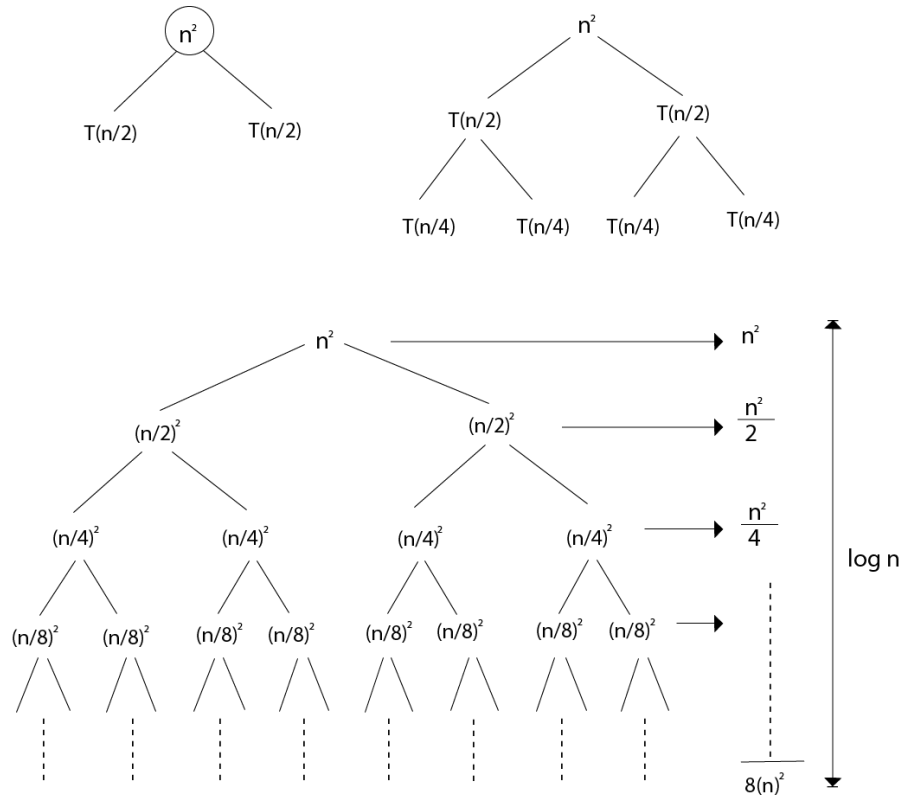 n²
T(n/2) T(n/2)
n²
T(n/2) T(n/2)
T(n/4) T(n/4) T(n/4) T(n/4)
n² n²
(n/2)² (n/2)² n²/2
(n/4)² (n/4)² (n/4)² (n/4)² n²/4
log n
(n/8)² (n/8)² (n/8)² (n/8)² (n/8)² (n/8)² (n/8)² (n/8)²
8(n)²